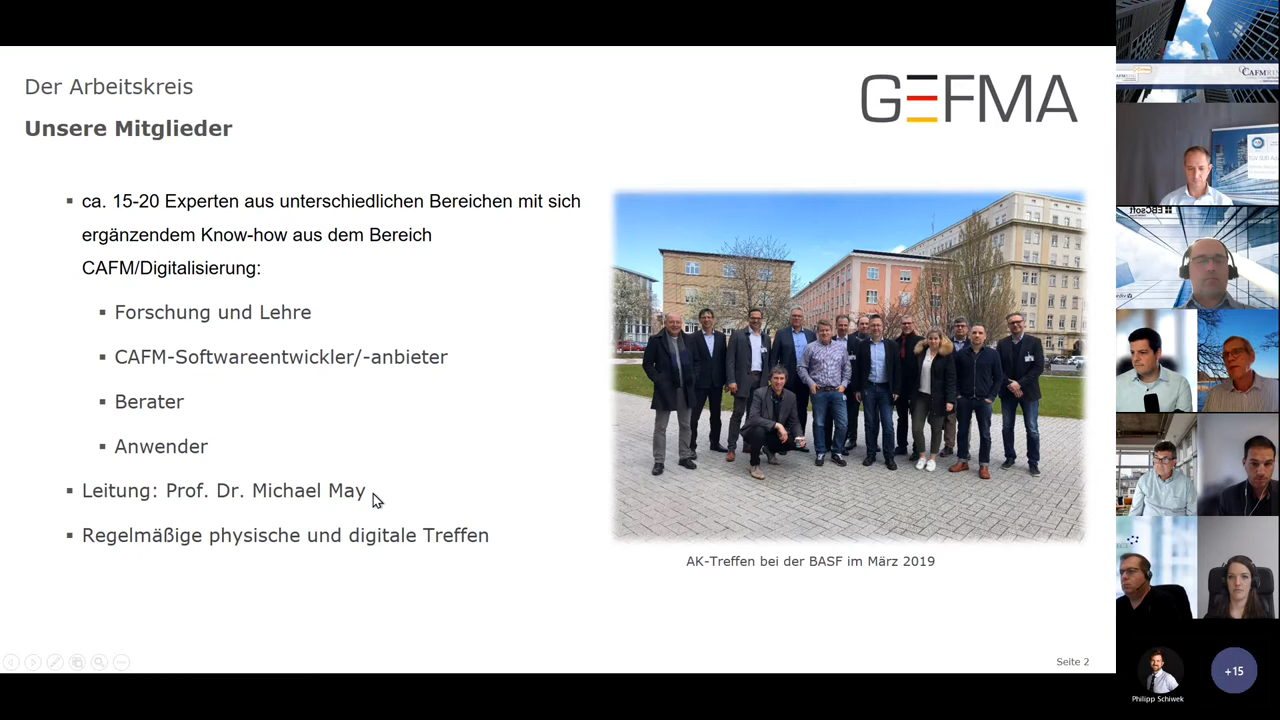 Der Arbeitskreis
Unsere Mitglieder
GEFMA
▪ ca. 15-20 Experten aus unterschiedlichen Bereichen mit sich
ergänzendem Know-how aus dem Bereich
CAFM/Digitalisierung:
▪ Forschung und Lehre
▪ CAFM-Softwareentwickler/-anbieter
▪ Berater
▪ Anwender
▪ Leitung: Prof. Dr. Michael May
▪ Regelmäßige physische und digitale Treffen
AK-Treffen bei der BASF im März 2019
Seite 2
CAFMRING
EBCsoft
Philipp Schiwek
+15